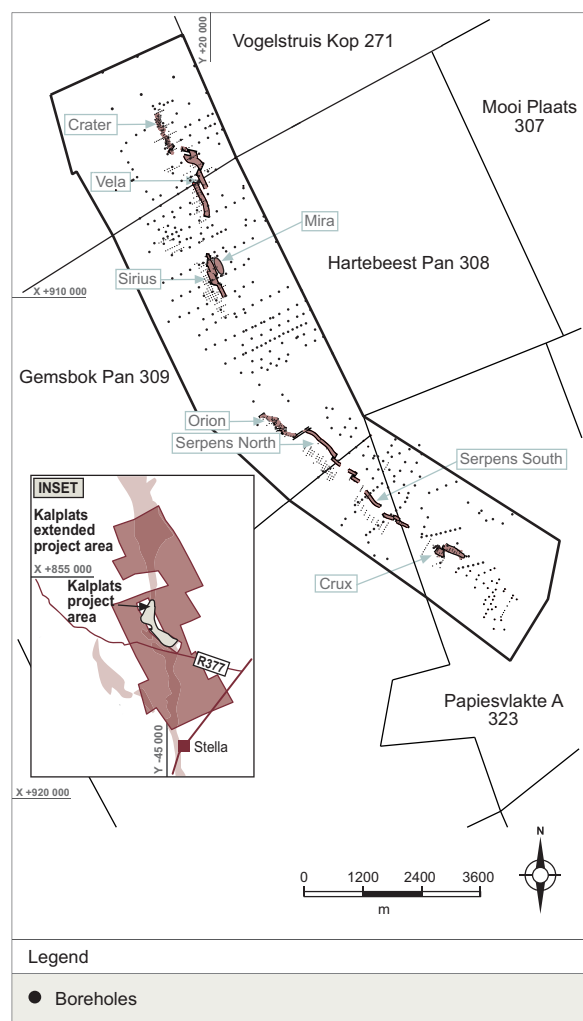 Y +20 000
Vogelstruis Kop 271
Mooi Plaats
307
Crater
Vela
Mira
Hartebeest Pan 308
Sirius
X +910 000
Gemsbok Pan 309
Orion
Serpens North
Serpens South
Crux
INSET
Kalplats
extended
project area
X +855 000
Kalplats
project
area
R377
Y -45 000
Stella
Papiesvlakte A
323
X +920 000
N
0 1200 2400 3600
m
Legend
Boreholes